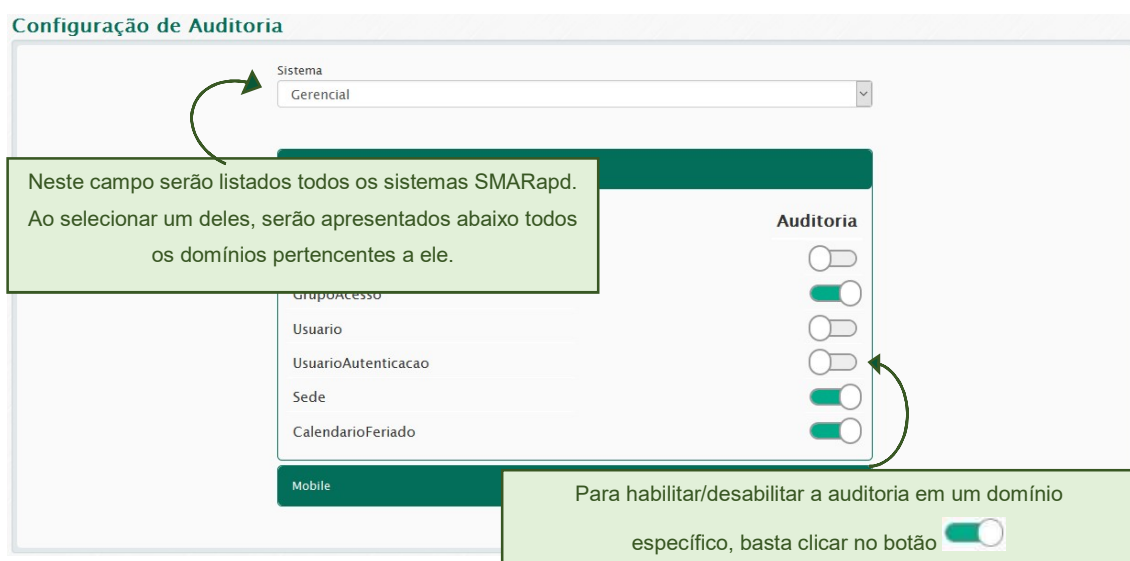 Configuração de Auditoria
Sistema
Gerencial
Neste campo serão listados todos os sistemas SMARapd.
Ao selecionar um deles, serão apresentados abaixo todos
os domínios pertencentes a ele.
Auditoria
GrupoAcesso
Usuario
UsuarioAutenticacao
Sede
CalendarioFeriado
Mobile
Para habilitar/desabilitar a auditoria em um domínio
específico, basta clicar no botão